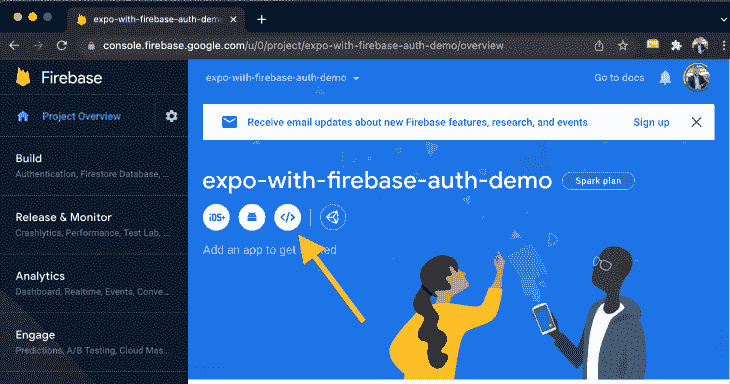 expo-with-firebase-auth-demo
console.firebase.google.com/u/0/project/expo-with-firebase-auth-demo/overview
Firebase
expo-with-firebase-auth-demo
Go to docs
Project Overview
Receive email updates about new Firebase features, research, and events
Sign up
Build
Authentication, Firestore Database, ...
expo-with-firebase-auth-demo
Spark plan
Release & Monitor
Crashlytics, Performance, Test Lab, ...
iOS+
</>
Add an app to get
Analytics
Dashboard, Realtime, Events, Conve...
Engage
Predictions, A/B Testing, Cloud Mes...